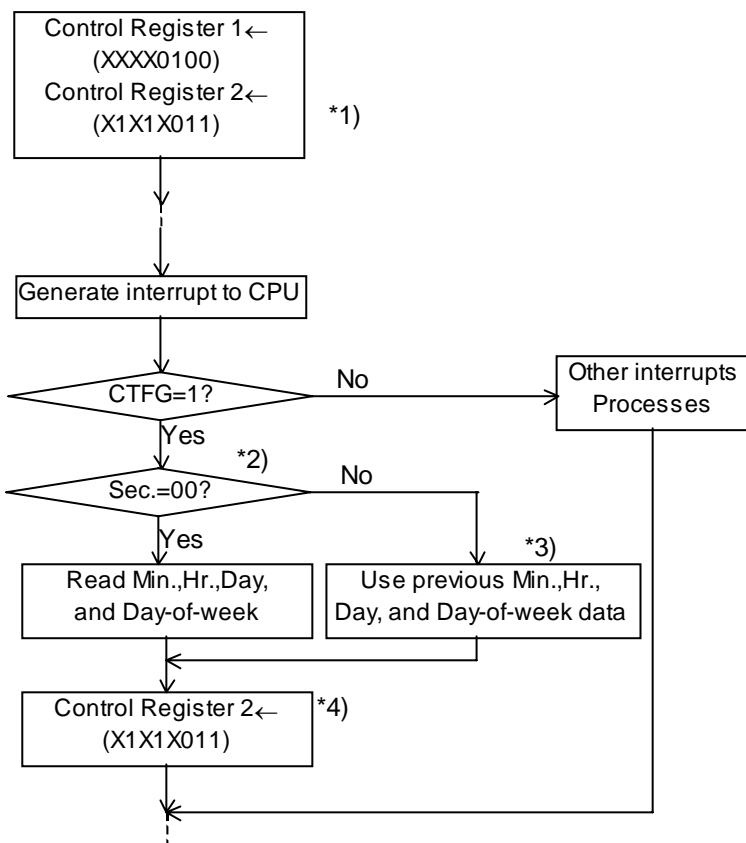 Control Register 1←
(XXXX0100)
Control Register 2←
(X1X1X011)
*1)
Generate interrupt to CPU
CTFG=1?
No
Other interrupts
Processes
Yes
*2)
Sec.=00?
No
Yes
*3)
Read Min.,Hr.,Day,
and Day-of-week
Use previous Min.,Hr.,
Day, and Day-of-week data
Control Register 2←
(X1X1X011)
*4)